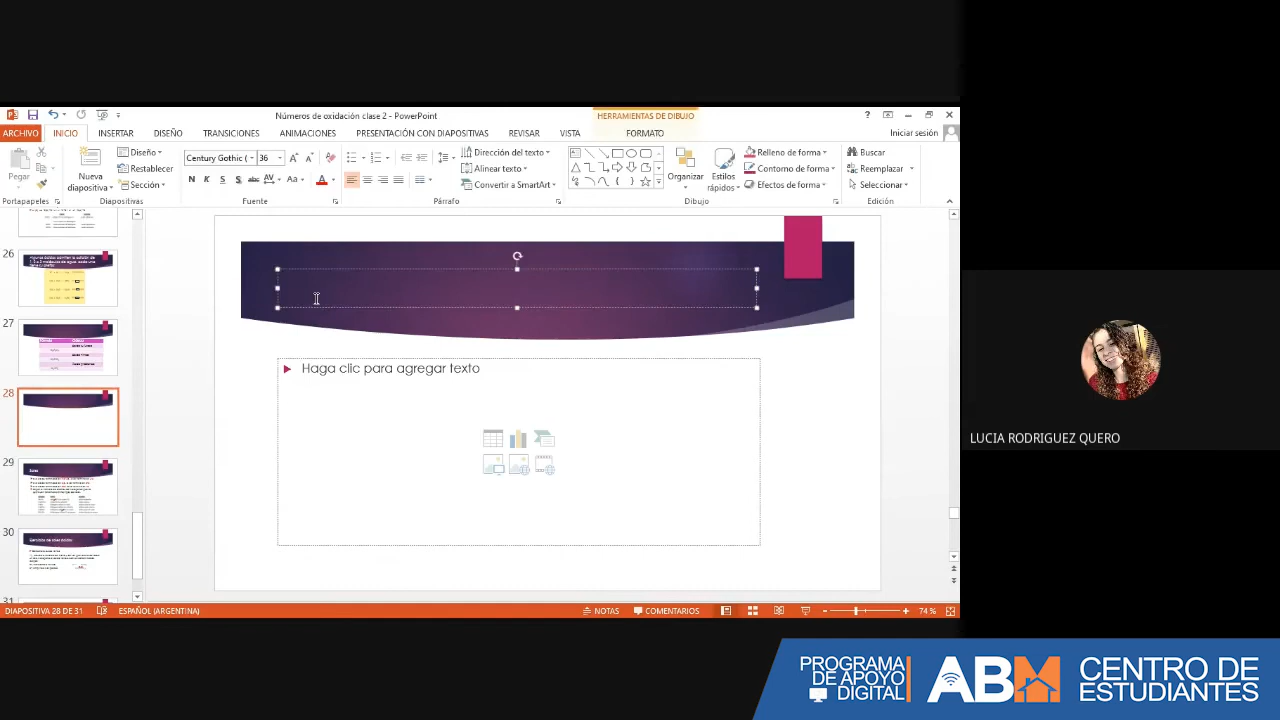 Números de oxidación clase 2 - PowerPoint
HERRAMIENTAS DE DIBUJO
ARCHIVO INICIO INSERTAR DISEÑO TRANSICIONES ANIMACIONES PRESENTACIÓN CON DIAPOSITIVAS REVISAR VISTA FORMATO Iniciar sesión
Pegar
Nueva
diapositiva
Diseño
Restablecer
Sección
Century Gothic ( 36
N K S S abc AV Aa A
Dirección del texto
Alinear texto
Convertir a SmartArt
Organizar
Estilos
rápidos
Relleno de forma
Contorno de forma
Efectos de forma
Buscar
Reemplazar
Seleccionar
Portapapeles Diapositivas Fuente Párrafo Dibujo Edición
26
27
28
29
30
31
Haga clic para agregar texto
DIAPOSITIVA 28 DE 31 ESPAÑOL (ARGENTINA) NOTAS COMENTARIOS 74 %
LUCIA RODRIGUEZ QUERO
PROGRAMA
DE APOYO
DIGITAL
ABM
CENTRO DE
ESTUDIANTES